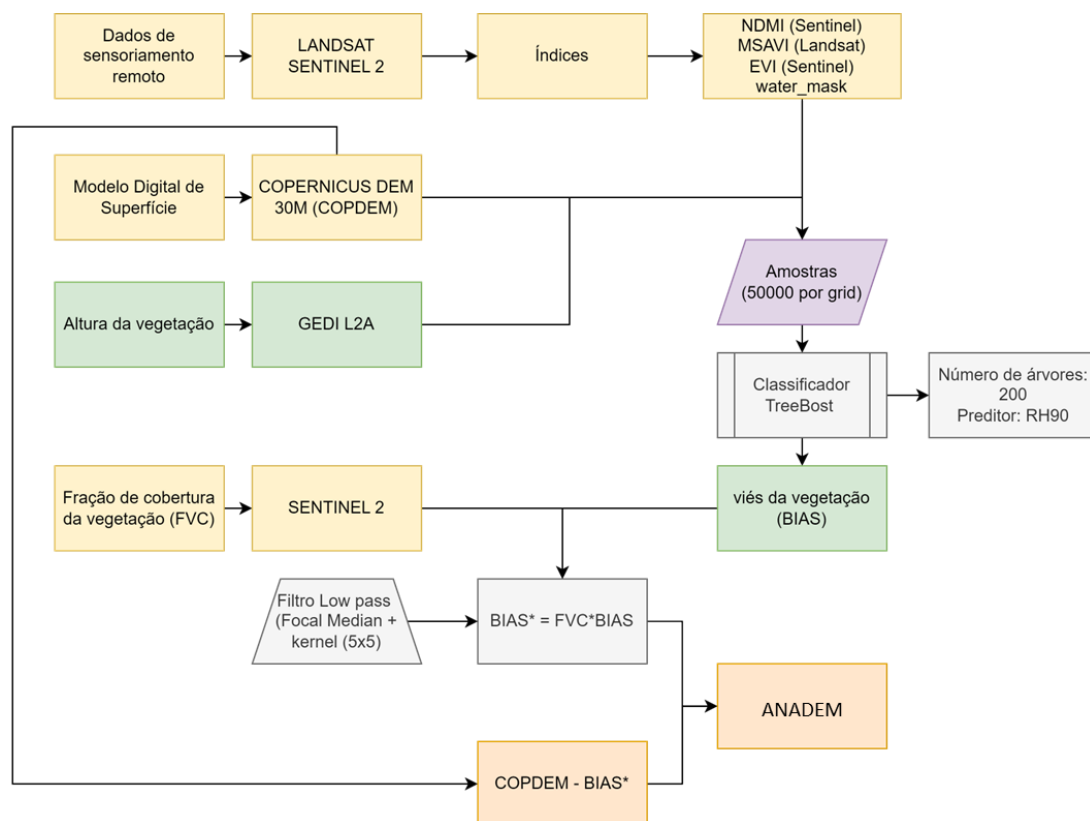 Dados de
sensoriamento
remoto
LANDSAT
SENTINEL 2
Índices
NDMI (Sentinel)
MSAVI (Landsat)
EVI (Sentinel)
water_mask
Modelo Digital de
Superfície
COPERNICUS DEM
30M (COPDEM)
Amostras
(50000 por grid)
Altura da vegetação
GEDI L2A
Classificador
TreeBost
Número de árvores:
200
Preditor: RH90
Fração de cobertura
da vegetação (FVC)
SENTINEL 2
viés da vegetação
(BIAS)
Filtro Low pass
(Focal Median +
kernel (5x5)
BIAS* = FVC*BIAS
ANADEM
COPDEM - BIAS*